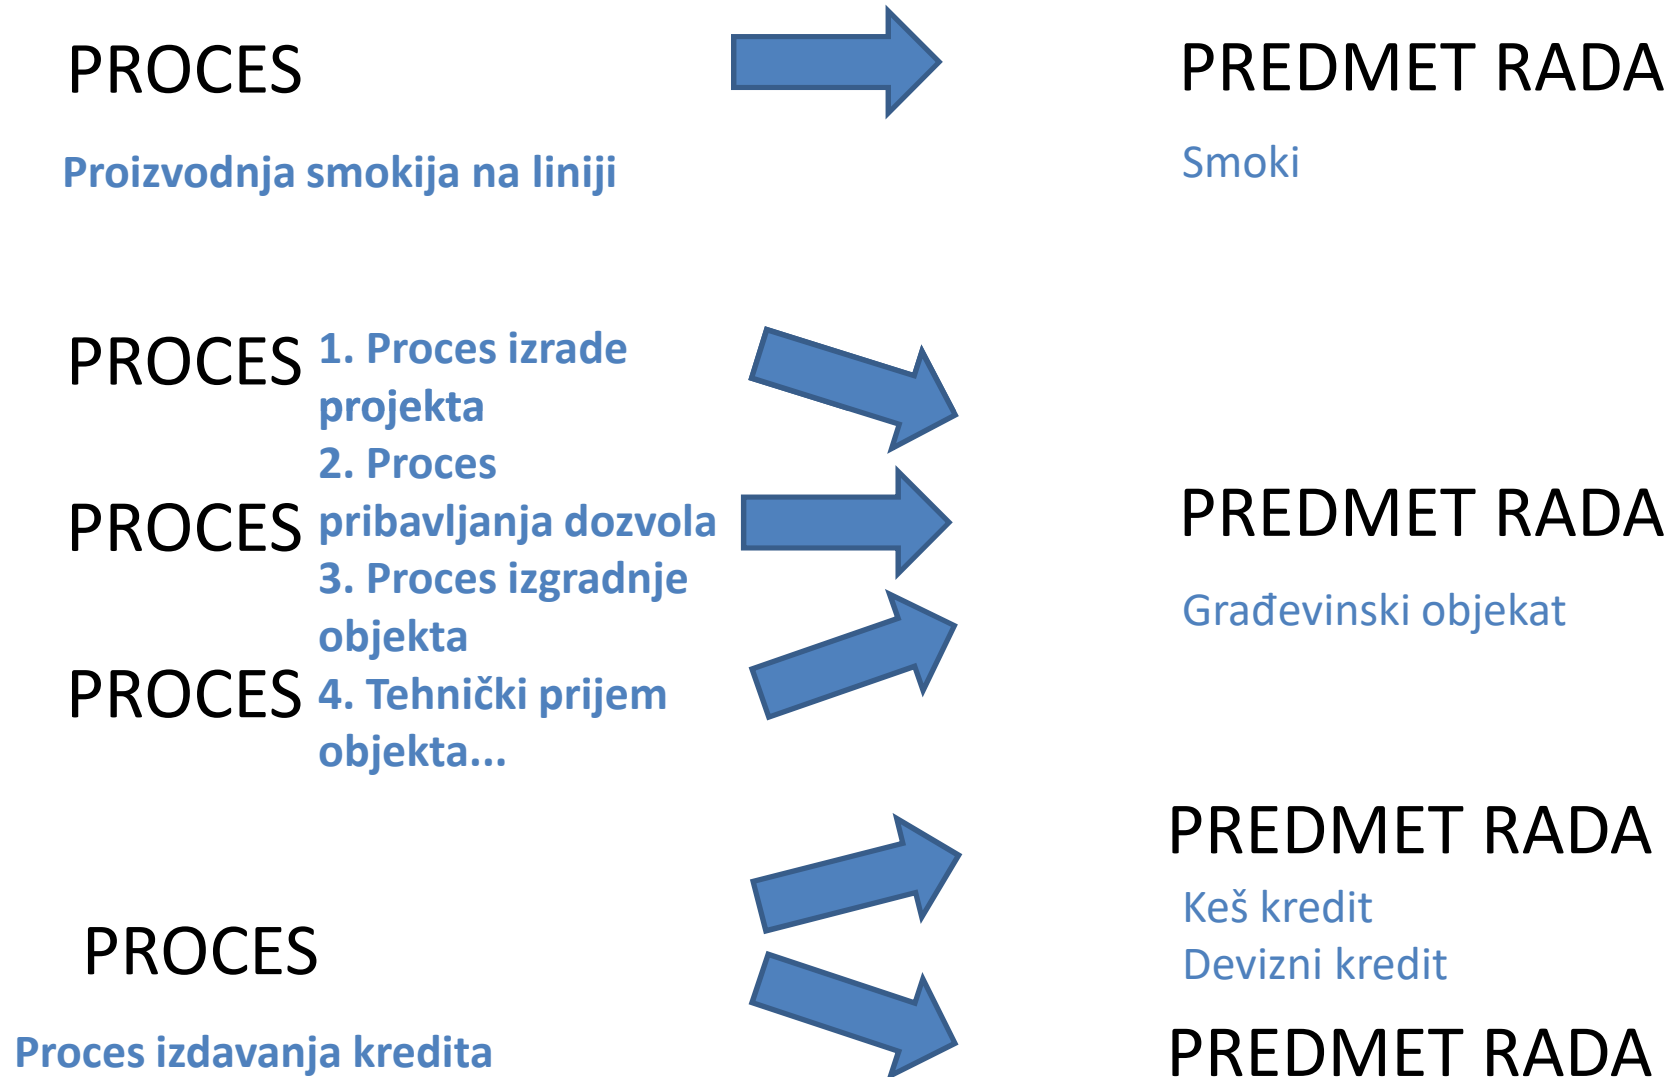 PROCES
PREDMET RADA
Proizvodnja smokija na liniji
Smoki
PROCES
1. Proces izrade
projekta
2. Proces
PROCES
pribavljanja dozvola
3. Proces izgradnje
objekta
PROCES
4. Tehnički prijem
objekta...
PREDMET RADA
Građevinski objekat
PROCES
Proces izdavanja kredita
PREDMET RADA
Keš kredit
Devizni kredit
PREDMET RADA